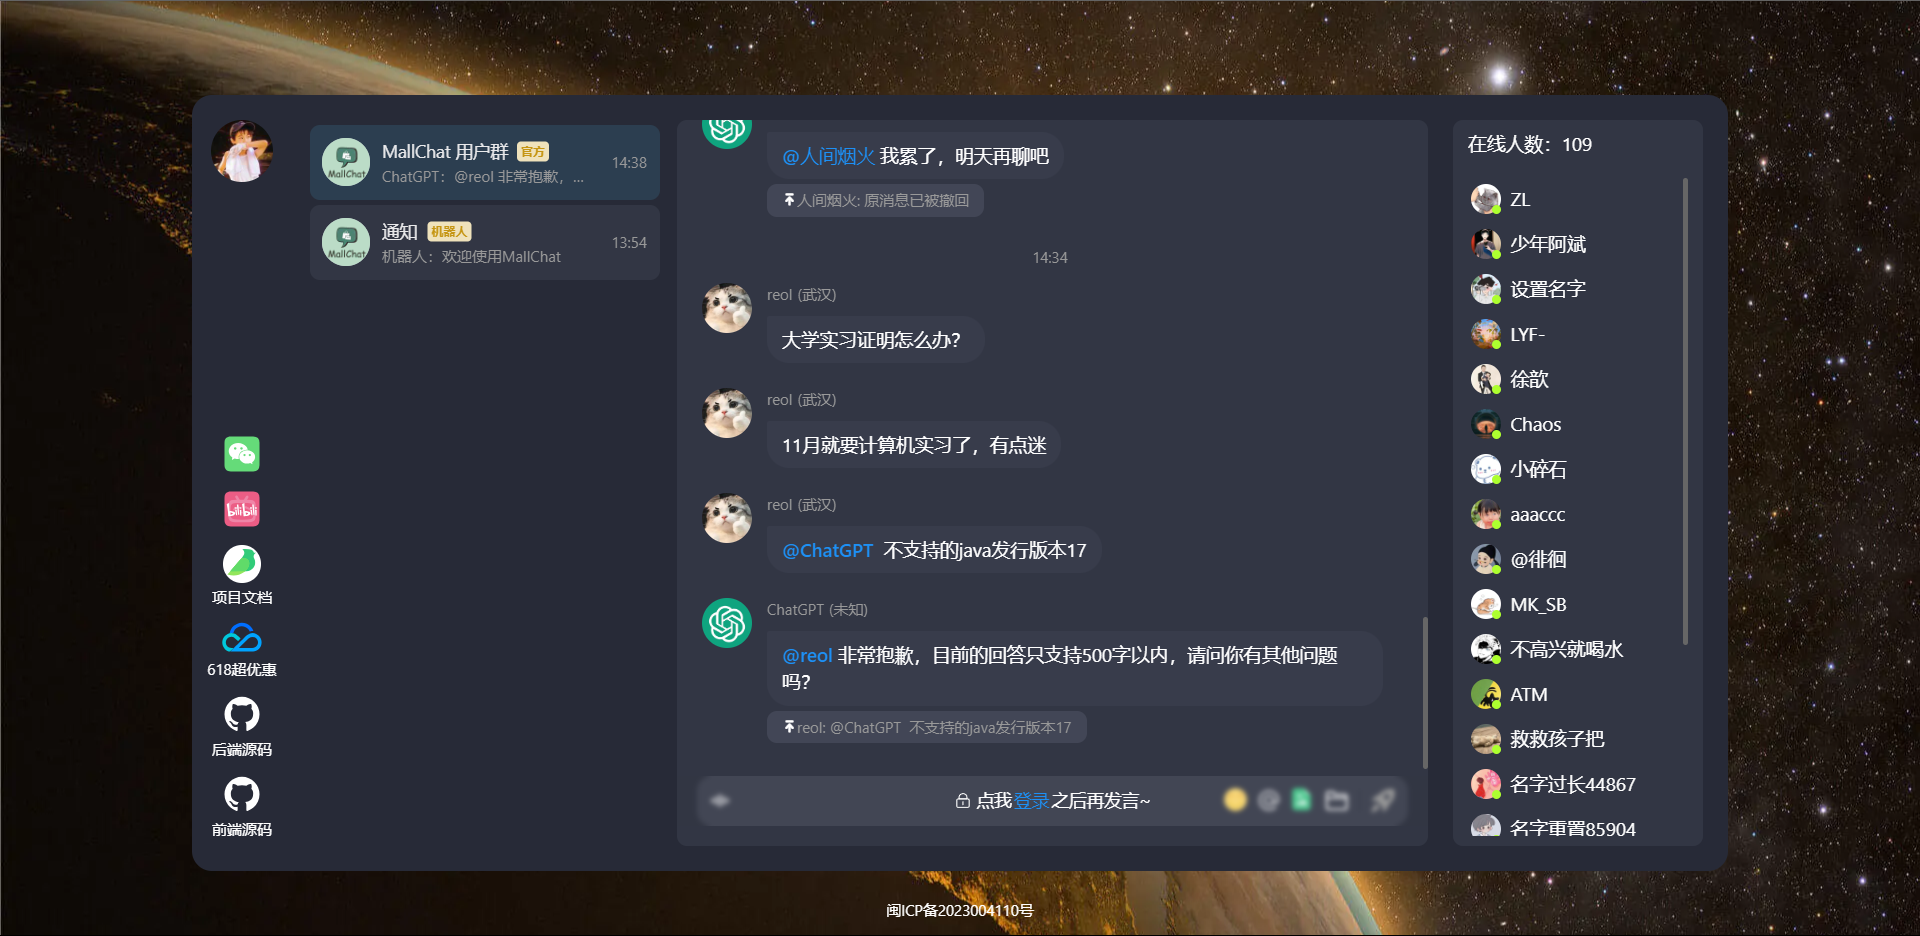 bilibili
项目文档
618超优惠
后端源码
前端源码
MallChat 用户群 官方
14:38
ChatGPT：@reol 非常抱歉，...
MallChat
通知 机器人
13:54
机器人：欢迎使用MallChat
MallChat
@人间烟火 我累了，明天再聊吧
人间烟火: 原消息已被撤回
14:34
reol (武汉)
大学实习证明怎么办？
reol (武汉)
11月就要计算机实习了，有点迷
reol (武汉)
@ChatGPT 不支持的java发行版本17
ChatGPT (未知)
@reol 非常抱歉，目前的回答只支持500字以内，请问你有其他问题
吗？
reol: @ChatGPT 不支持的java发行版本17
点我登录之后再发言~
在线人数：109
ZL
少年阿斌
设置名字
LYF-
徐歆
Chaos
小碎石
aaaccc
@徘徊
MK_SB
不高兴就喝水
ATM
救救孩子把
名字过长44867
名字重置85904
闽ICP备2023004110号